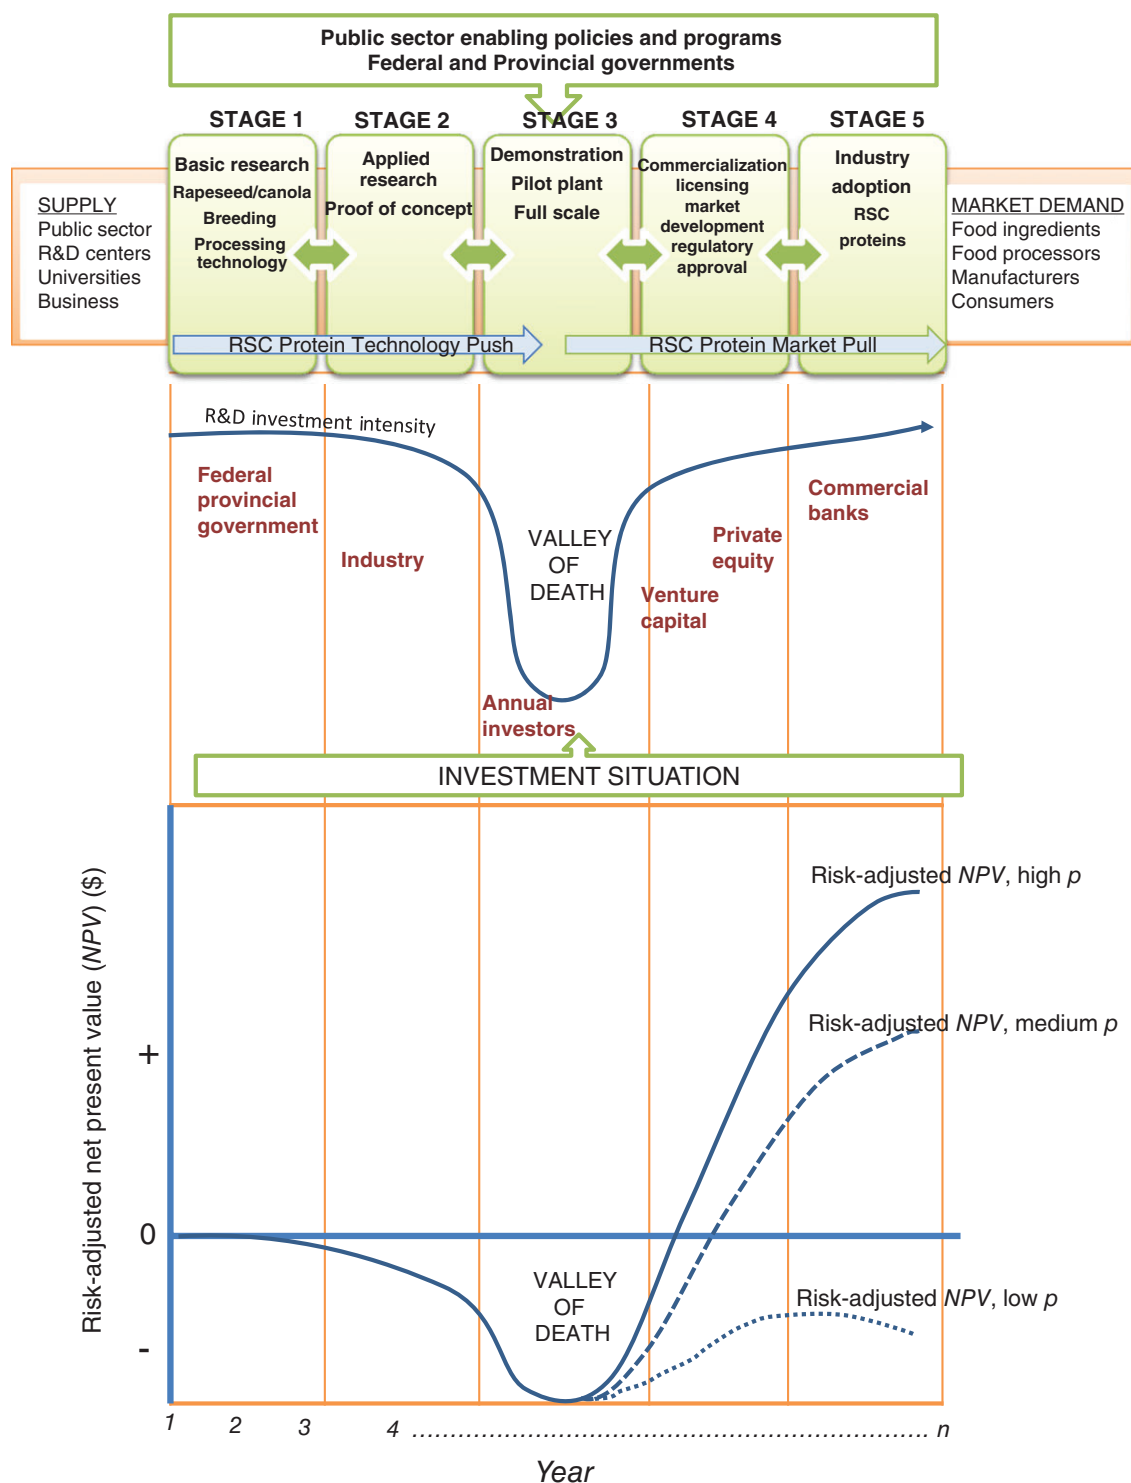 Public sector enabling policies and programs
Federal and Provincial governments
STAGE 1
STAGE 2
STAGE 3
STAGE 4
STAGE 5
SUPPLY
Public sector
R&D centers
Universities
Business
Basic research
Rapeseed/canola
Breeding
Processing
technology
Applied
research
Proof of concept
Demonstration
Pilot plant
Full scale
Commercialization
licensing
market
development
regulatory
approval
Industry
adoption
RSC
proteins
MARKET DEMAND
Food ingredients
Food processors
Manufacturers
Consumers
RSC Protein Technology Push
RSC Protein Market Pull
R&D investment intensity
Federal
provincial
government
Industry
VALLEY
OF
DEATH
Annual
investors
Venture
capital
Private
equity
Commercial
banks
INVESTMENT SITUATION
Risk-adjusted net present value (NPV) ($)
+
0
-
Risk-adjusted NPV, high p
Risk-adjusted NPV, medium p
Risk-adjusted NPV, low p
VALLEY
OF
DEATH
1 2 3 4 ........................................................ n
Year